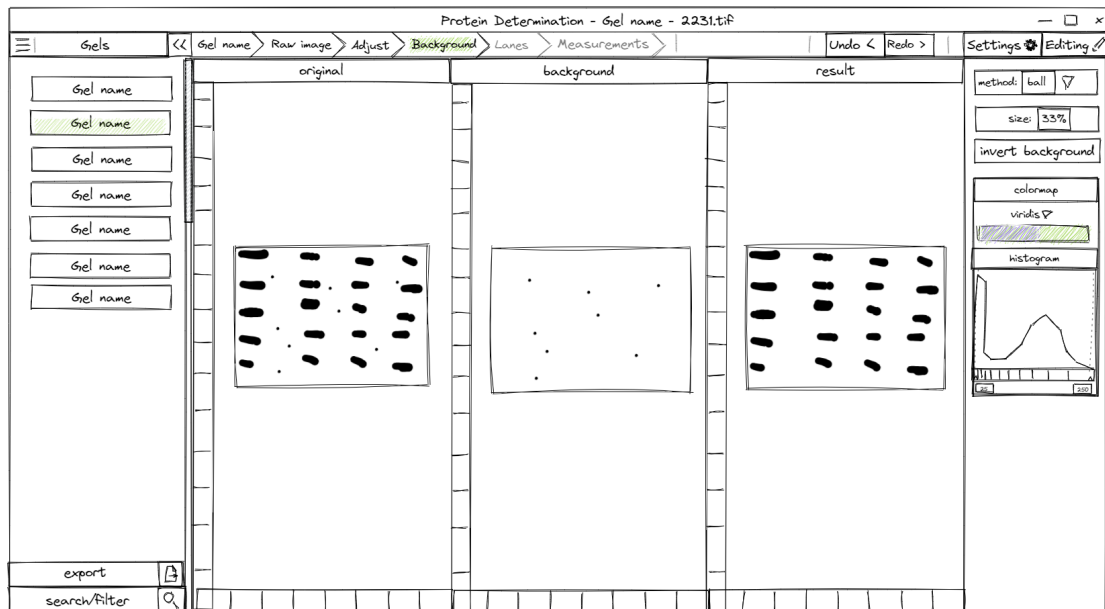 Protein Determination - Gel name - 2231.tif
Gels
<< Gel name Raw image Adjust Background Lanes Measurements
Undo < Redo >
Settings Editing
original background result
Gel name
Gel name
Gel name
Gel name
Gel name
Gel name
Gel name
method: ball
size: 33%
invert background
colormap
viridis
histogram
25 250
export
search/filter